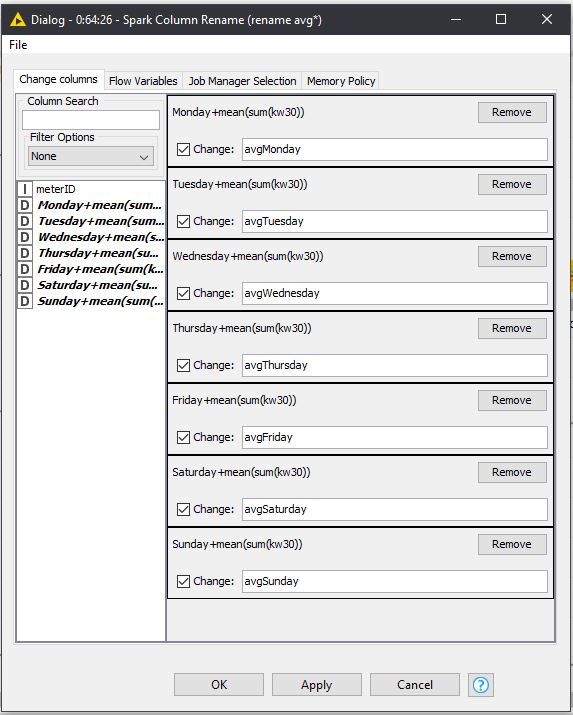 Dialog - 0:64:26 - Spark Column Rename (rename avg*)
File
Change columns Flow Variables Job Manager Selection Memory Policy
Column Search
Filter Options
None
I meterID
D Monday+mean(sum...
D Tuesday+mean(sum...
D Wednesday+mean(s...
D Thursday+mean(su...
D Friday+mean(sum(k...
D Saturday+mean(su...
D Sunday+mean(sum(...
Monday+mean(sum(kw30)) Remove
Change: avgMonday
Tuesday+mean(sum(kw30)) Remove
Change: avgTuesday
Wednesday+mean(sum(kw30)) Remove
Change: avgWednesday
Thursday+mean(sum(kw30)) Remove
Change: avgThursday
Friday+mean(sum(kw30)) Remove
Change: avgFriday
Saturday+mean(sum(kw30)) Remove
Change: avgSaturday
Sunday+mean(sum(kw30)) Remove
Change: avgSunday
OK Apply Cancel ?